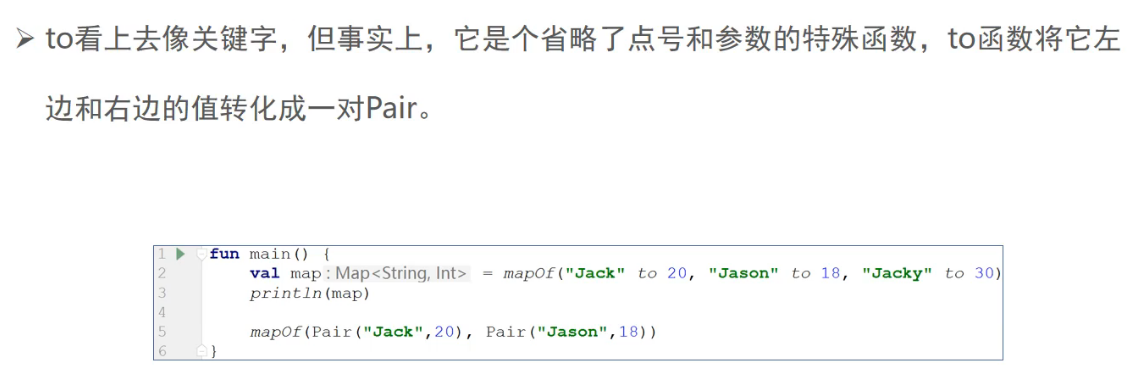 ➢ to看上去像关键字，但事实上，它是个省略了点号和参数的特殊函数，to函数将它左
边和右边的值转化成一对Pair。
1 fun main() {
2 val map : Map<String, Int> = mapOf("Jack" to 20, "Jason" to 18, "Jacky" to 30)
3 println(map)
4
5 mapOf(Pair("Jack",20), Pair("Jason",18))
6 }